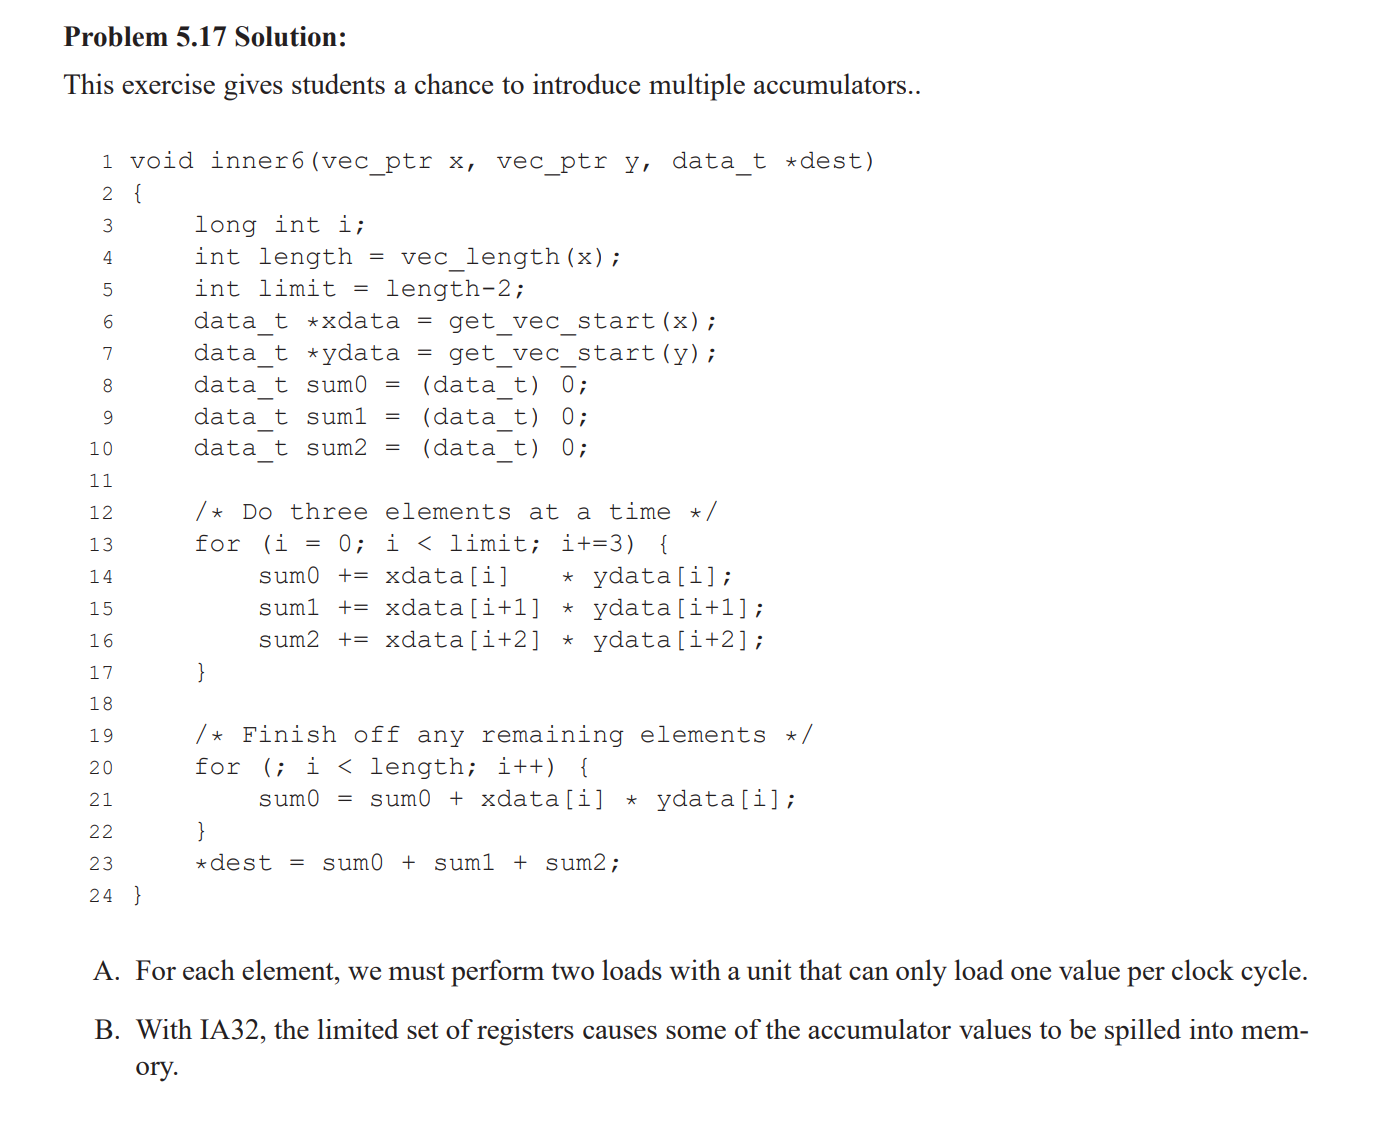 Problem 5.17 Solution:
This exercise gives students a chance to introduce multiple accumulators..
1 void inner6(vec_ptr x, vec_ptr y, data_t *dest)
2 {
3     long int i;
4     int length = vec_length(x);
5     int limit = length-2;
6     data_t *xdata = get_vec_start(x);
7     data_t *ydata = get_vec_start(y);
8     data_t sum0 = (data_t) 0;
9     data_t sum1 = (data_t) 0;
10     data_t sum2 = (data_t) 0;
11
12     /* Do three elements at a time */
13     for (i = 0; i < limit; i+=3) {
14         sum0 += xdata[i]   * ydata[i];
15         sum1 += xdata[i+1] * ydata[i+1];
16         sum2 += xdata[i+2] * ydata[i+2];
17     }
18
19     /* Finish off any remaining elements */
20     for (; i < length; i++) {
21         sum0 = sum0 + xdata[i] * ydata[i];
22     }
23     *dest = sum0 + sum1 + sum2;
24 }
A. For each element, we must perform two loads with a unit that can only load one value per clock cycle.
B. With IA32, the limited set of registers causes some of the accumulator values to be spilled into mem-
ory.